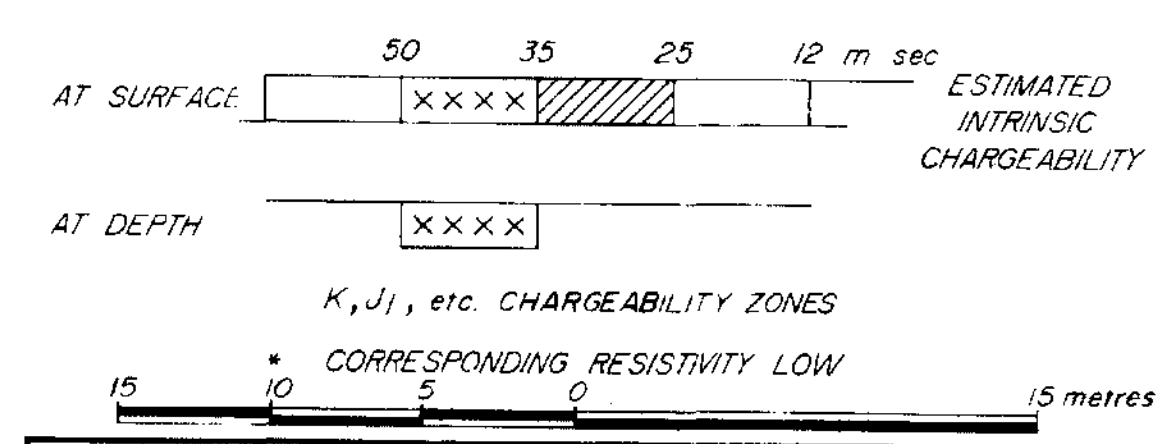 50 35 25 12 m sec
AT SURFACE ×××× ESTIMATED
INTRINSIC
CHARGEABILITY
AT DEPTH ××××
K, J1, etc. CHARGEABILITY ZONES
* CORRESPONDING RESISTIVITY LOW
15 10 5 0 15 metres